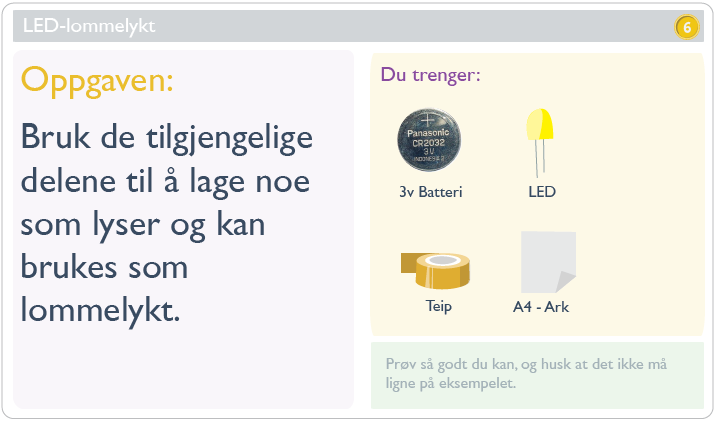 LED-lommelykt
6
Oppgaven:
Bruk de tilgjengelige
delene til å lage noe
som lyser og kan
brukes som
lommelykt.
Du trenger:
Panasonic
CR2032
3V
INDONESIA
3v Batteri
LED
Teip
A4 - Ark
Prøv så godt du kan, og husk at det ikke må
ligne på eksempelet.